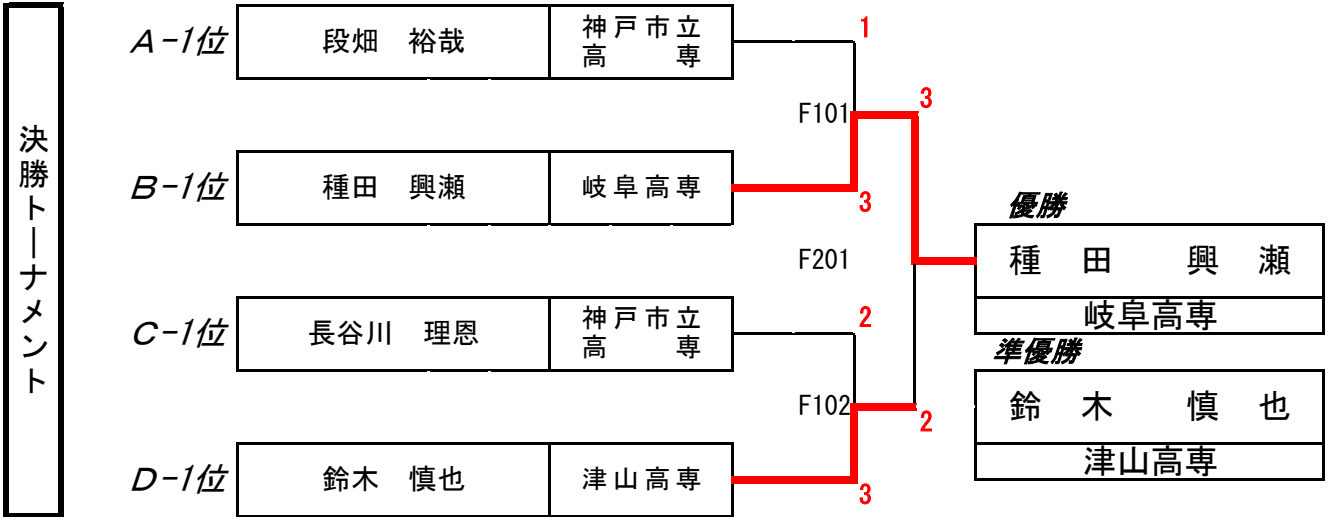 決勝トーナメント
A-1位
段畑 裕哉
神戸市立
高 専
1
F101
3
B-1位
種田 興瀬
岐阜高専
3
優勝
種 田 興 瀬
岐阜高専
F201
C-1位
長谷川 理恩
神戸市立
高 専
2
準優勝
鈴 木 慎 也
津山高専
F102
2
D-1位
鈴木 慎也
津山高専
3